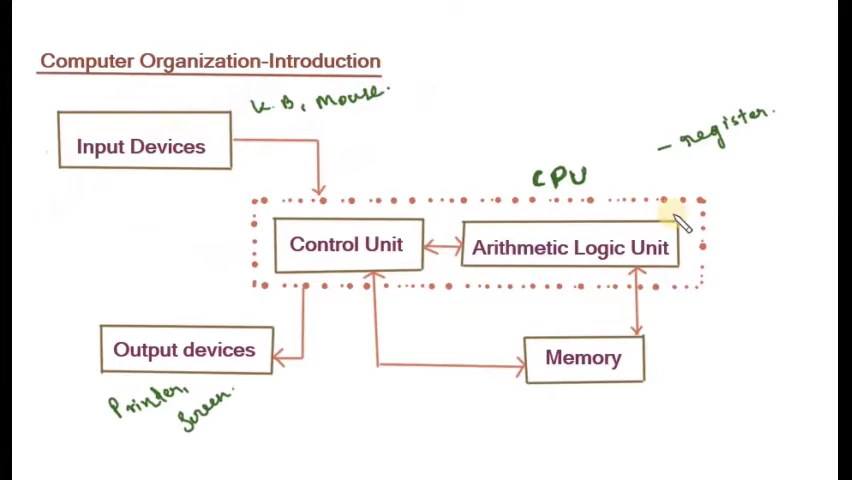 Computer Organization-Introduction
K.B, Mouse.
Input Devices
- register.
CPU
Control Unit
Arithmetic Logic Unit
Output devices
Memory
Printer,
Screen.